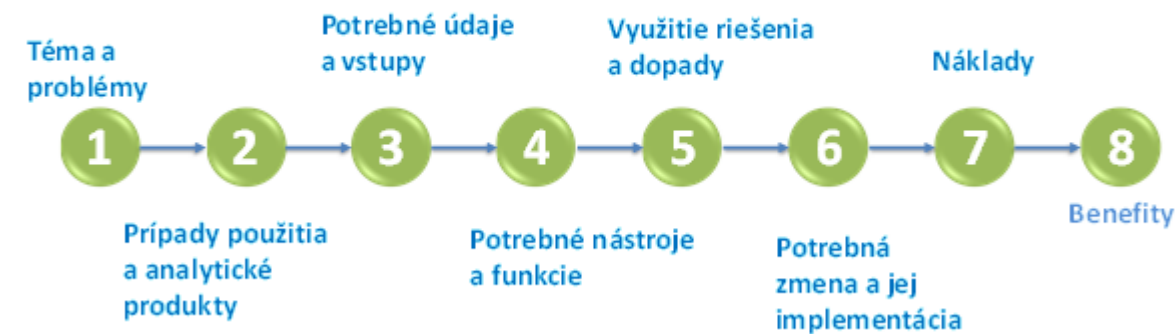 Téma a
problémy
Potrebné údaje
a vstupy
Využitie riešenia
a dopady
Náklady
1
2
3
4
5
6
7
8
Prípady použitia
a analytické
produkty
Potrebné nástroje
a funkcie
Potrebná
zmena a jej
implementácia
Benefity